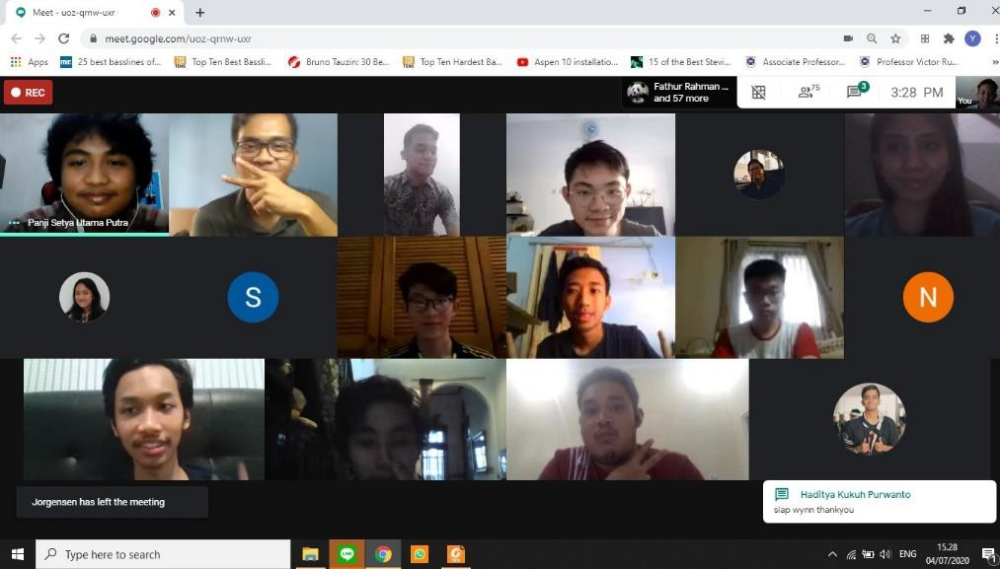 Meet - uoz-qrnw-uxr
meet.google.com/uoz-qrnw-uxr
Y
Apps
25 best basslines of...
Top Ten Best Bassli...
Bruno Tauzin: 30 Be...
Top Ten Hardest Ba...
Aspen 10 installatio...
15 of the Best Stevi...
Associate Professor...
Professor Victor Ru...
REC
Fathur Rahman ...
and 57 more
75
3
3:28 PM
You
Panji Setya Utama Putra
S
N
Jorgensen has left the meeting
Haditya Kukuh Purwanto
siap wynn thankyou
Type here to search
LINE
ENG
15.28
04/07/2020